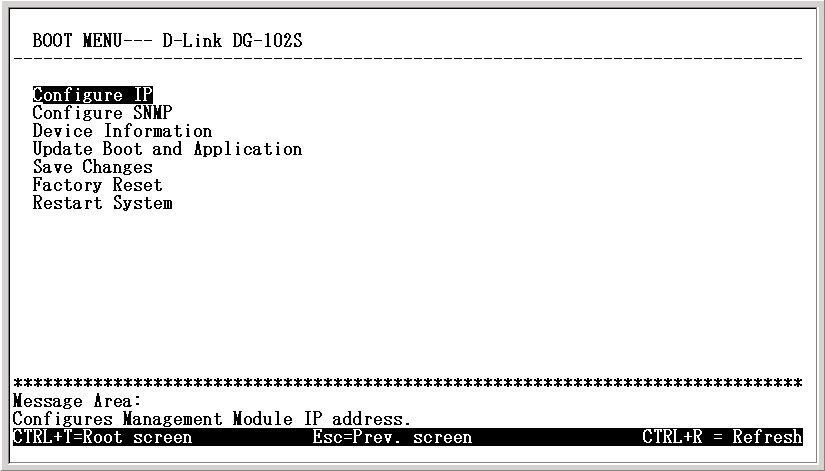 BOOT MENU--- D-Link DG-102S
-------------------------------------------------------------------------------
Configure IP
Configure SNMP
Device Information
Update Boot and Application
Save Changes
Factory Reset
Restart System
*******************************************************************************
Message Area:
Configures Management Module IP address.
CTRL+T=Root screen Esc=Prev. screen CTRL+R = Refresh